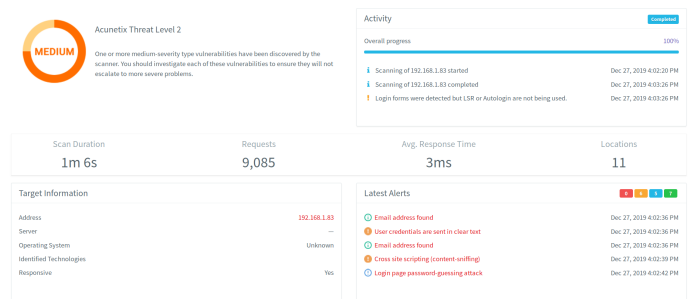 Acunetix Threat Level 2
MEDIUM
One or more medium-severity type vulnerabilities have been discovered by the
scanner. You should investigate each of these vulnerabilities to ensure they will not
escalate to more severe problems.
Activity
Completed
Overall progress
100%
Scanning of 192.168.1.83 started Dec 27, 2019 4:02:20 PM
Scanning of 192.168.1.83 completed Dec 27, 2019 4:03:26 PM
Login forms were detected but LSR or Autologin are not being used. Dec 27, 2019 4:03:26 PM
Scan Duration Requests Avg. Response Time Locations
1m 6s 9,085 3ms 11
Target Information
Address 192.168.1.83
Server —
Operating System Unknown
Identified Technologies
Responsive Yes
Latest Alerts
Email address found Dec 27, 2019 4:02:36 PM
User credentials are sent in clear text Dec 27, 2019 4:02:36 PM
Email address found Dec 27, 2019 4:02:36 PM
Cross site scripting (content-sniffing) Dec 27, 2019 4:02:39 PM
Login page password-guessing attack Dec 27, 2019 4:02:42 PM